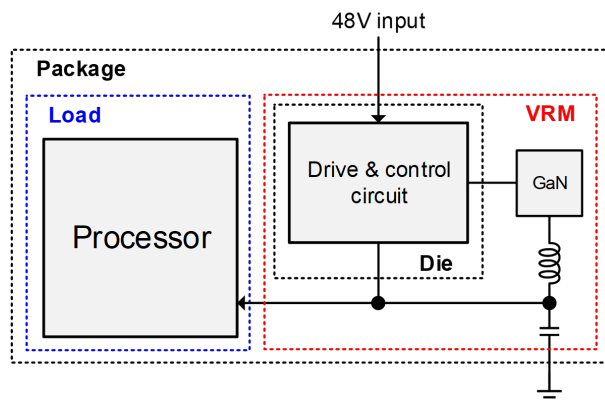 48V input
Package
Load
VRM
Drive & control
circuit
GaN
Processor
Die